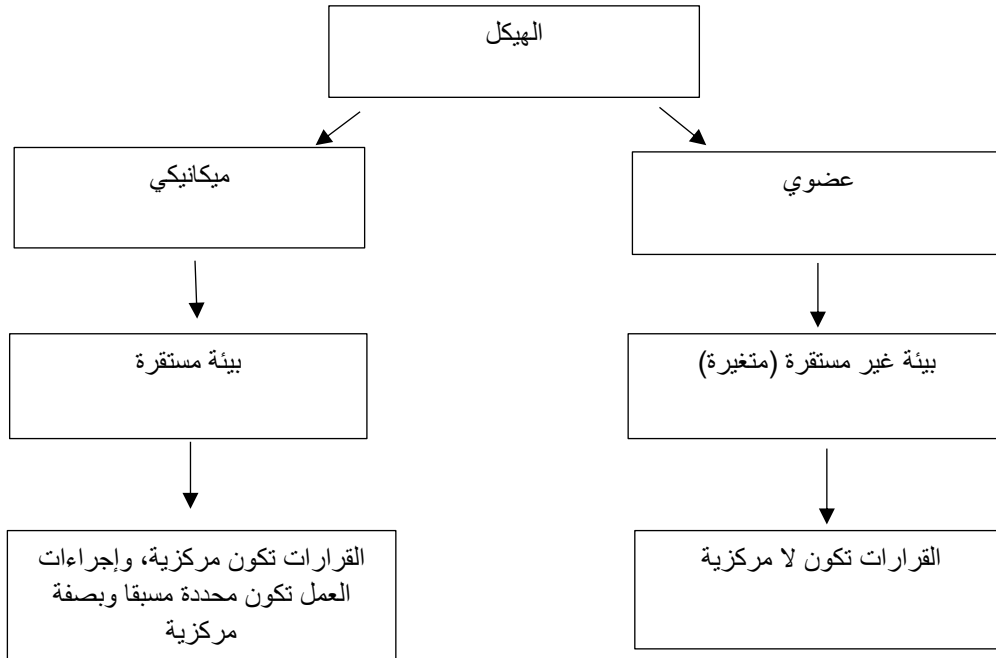 الهيكل
عضوي
ميكانيكي
بيئة غير مستقرة (متغيرة)
بيئة مستقرة
القرارات تكون لا مركزية
القرارات تكون مركزية، وإجراءات
العمل تكون محددة مسبقا وبصفة
مركزية